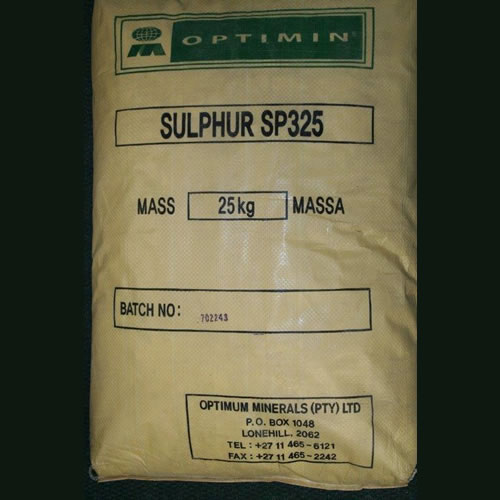 OPTIMIN®
SULPHUR SP325
MASS 25kg MASSA
BATCH NO: 702243
OPTIMUM MINERALS (PTY) LTD
P.O. BOX 1048
LONEHILL, 2062
TEL : +27 11 465-6121
FAX : +27 11 465-2242